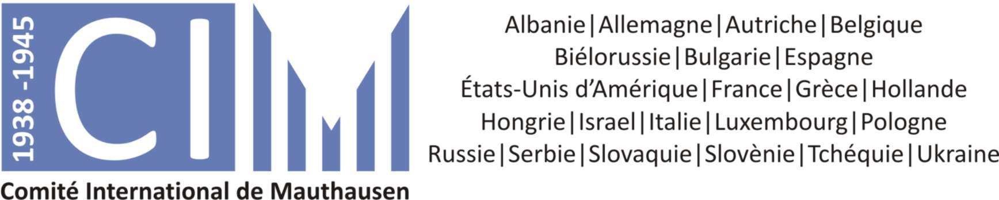 1938 -1945
CIM
Comité International de Mauthausen
Albanie|Allemagne|Autriche|Belgique
Biélorussie|Bulgarie|Espagne
États-Unis d’Amérique|France|Grèce|Hollande
Hongrie|Israel|Italie|Luxembourg|Pologne
Russie|Serbie|Slovaquie|Slovènie|Tchéquie|Ukraine